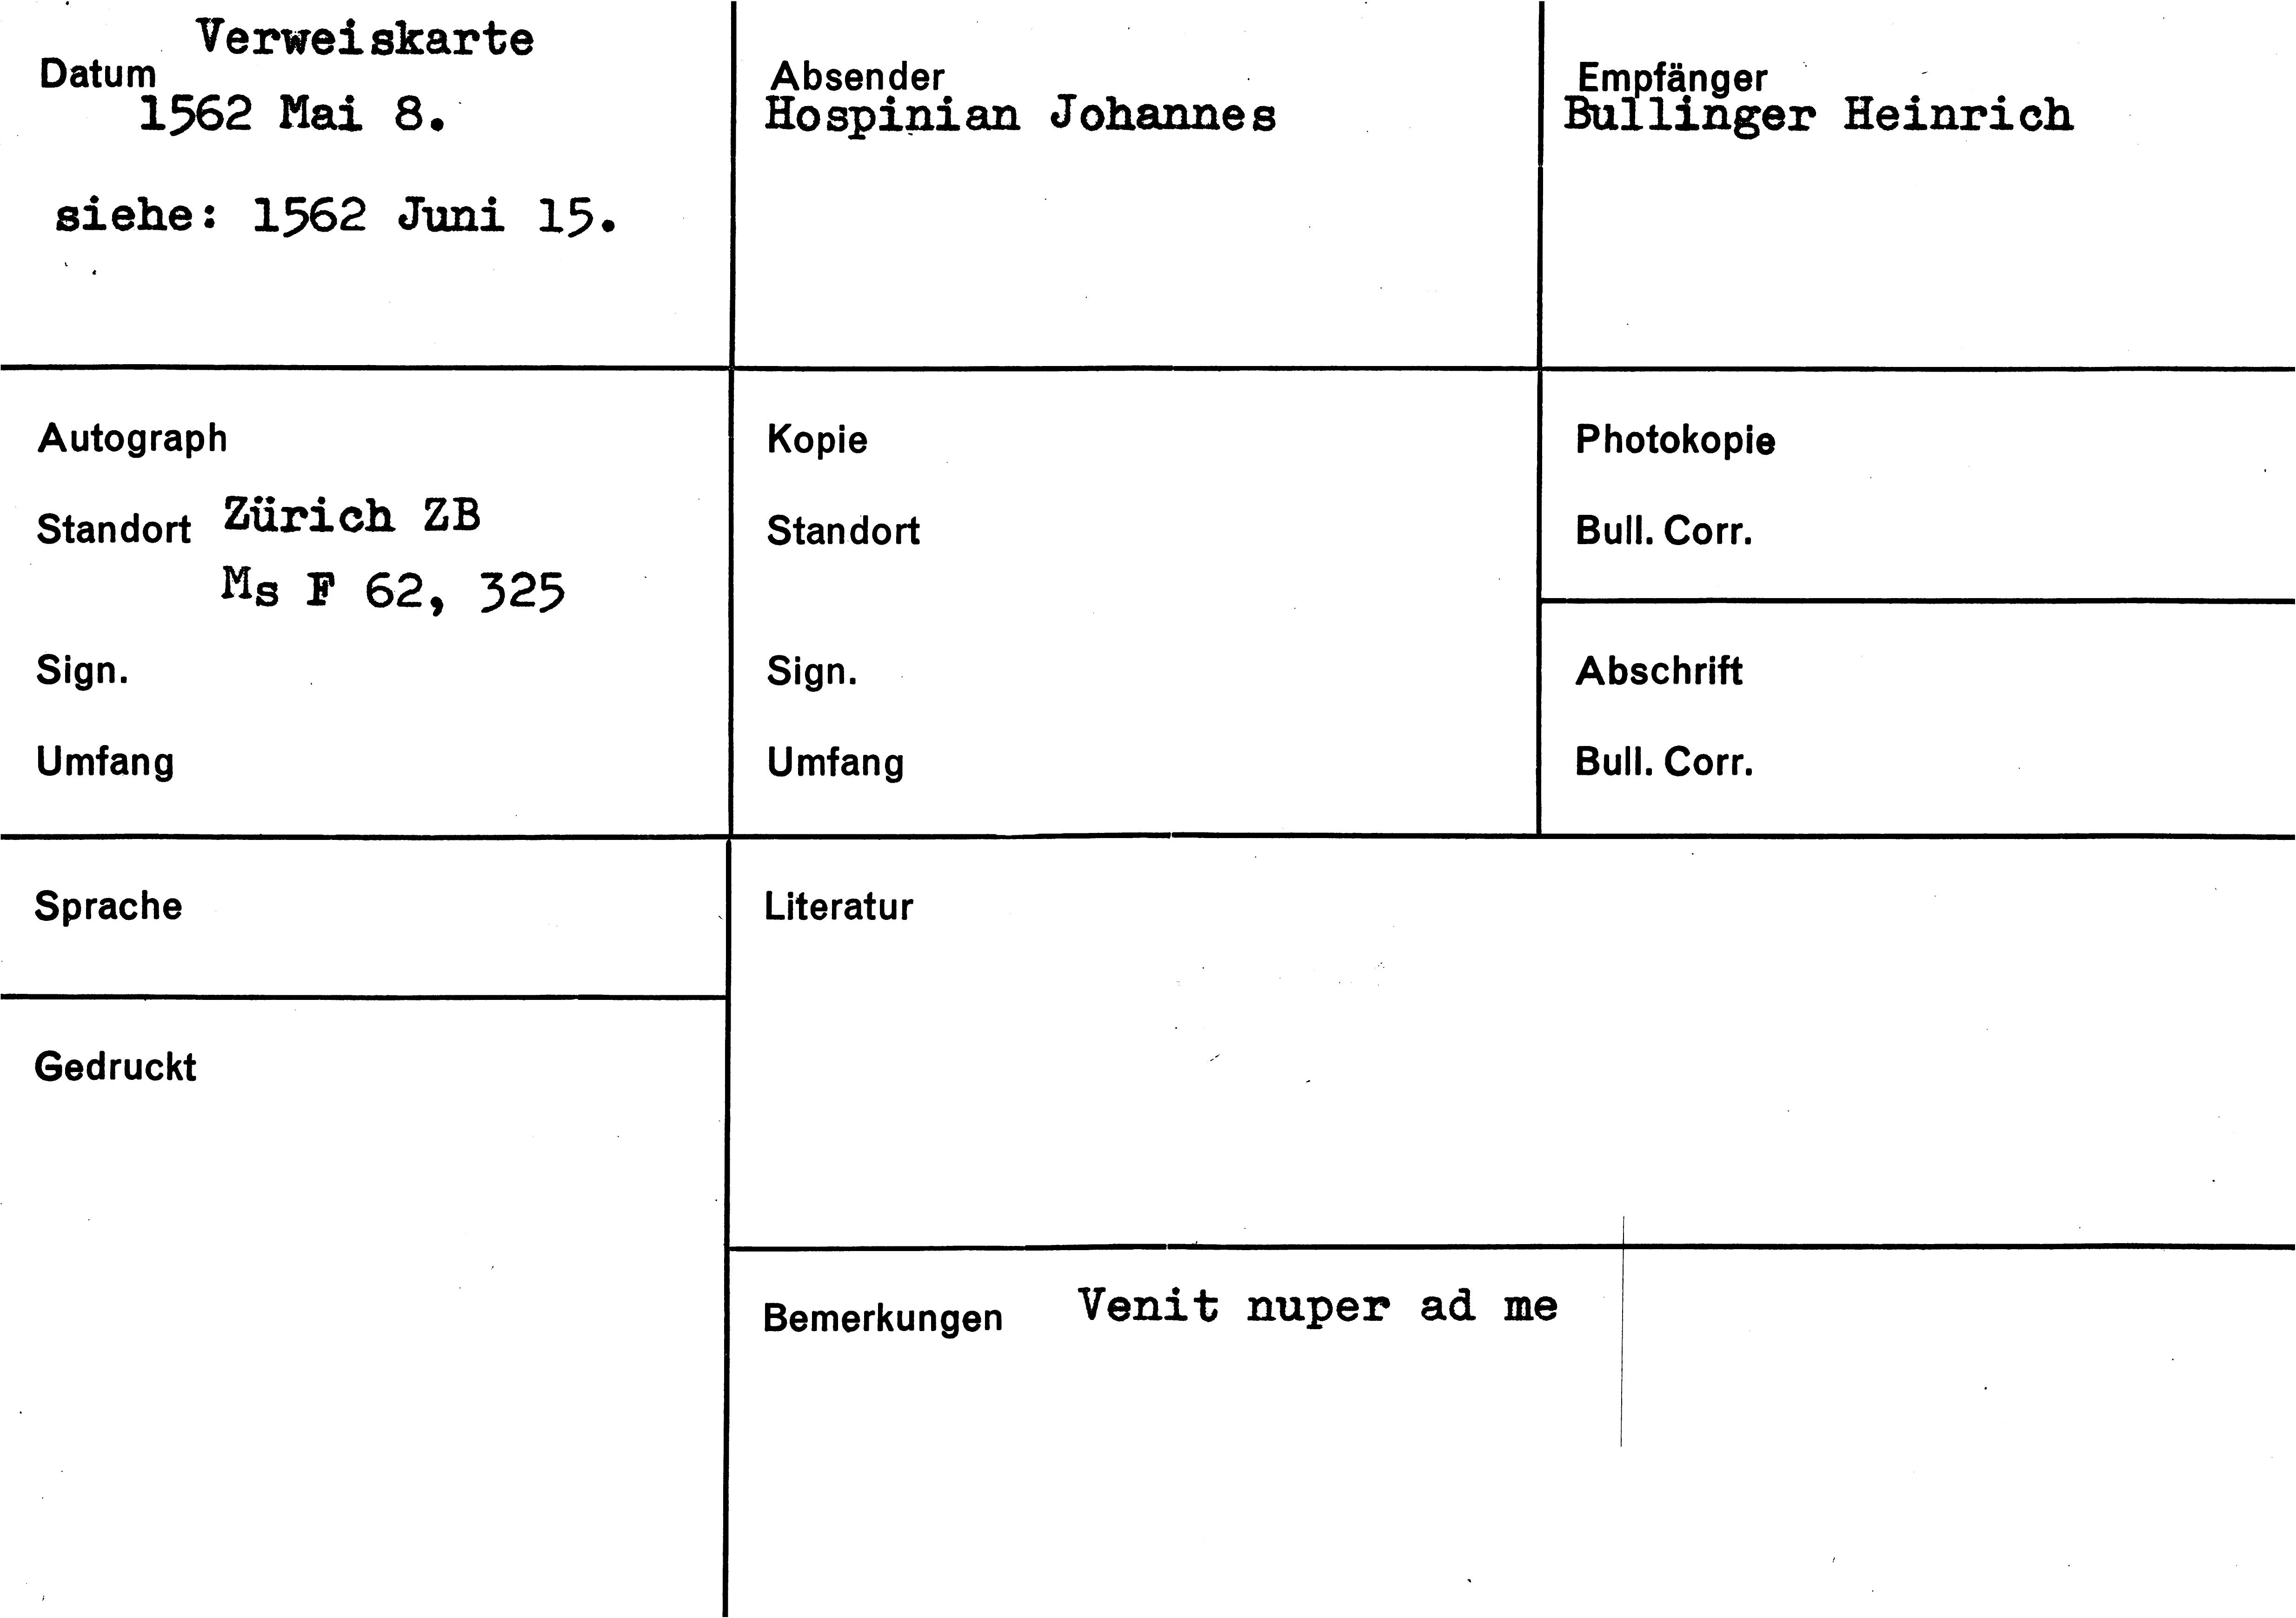 Verweiskarte
Datum
1562 Mai 8.
siehe: 1562 Juni 15.
Absender
Hospinian Johannes
Empfänger
Bullinger Heinrich
Autograph
Standort Zürich ZB
Ms F 62, 325
Sign.
Umfang
Kopie
Standort
Sign.
Umfang
Photokopie
Bull. Corr.
Abschrift
Bull. Corr.
Sprache
Literatur
Gedruckt
Bemerkungen Venit nuper ad me